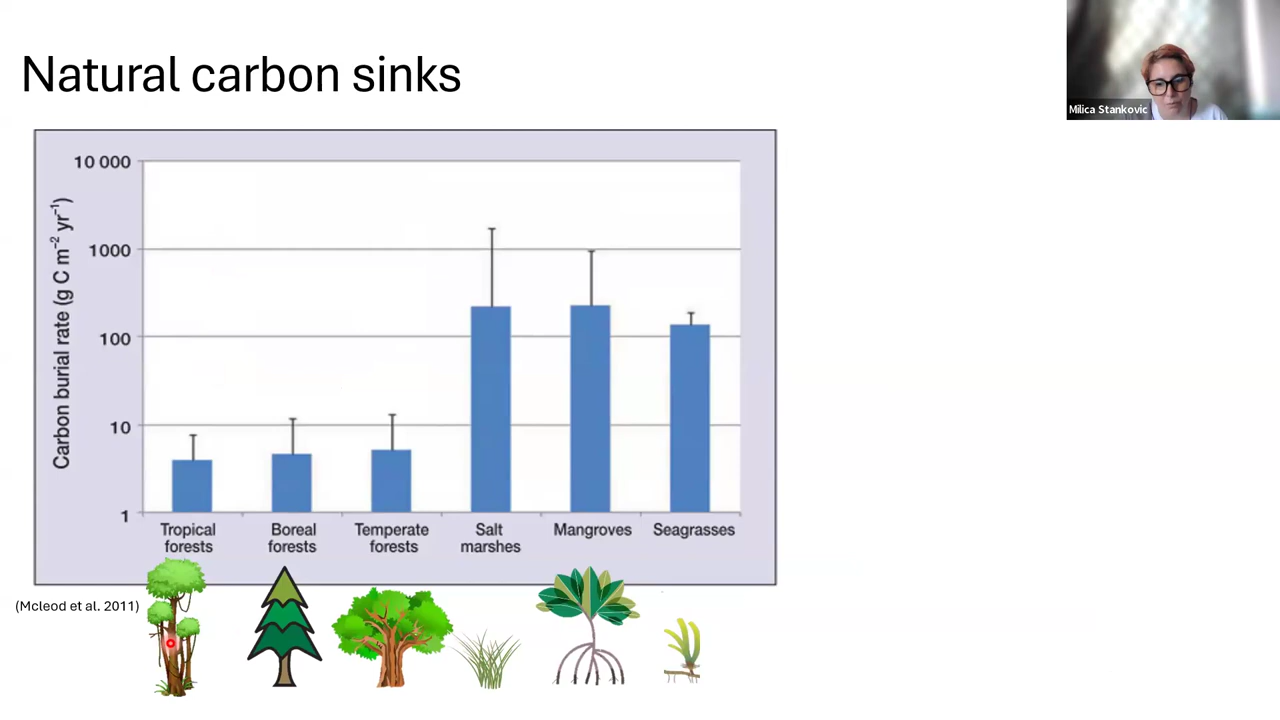 Natural carbon sinks
Milica Stankovic
Carbon burial rate (g C m⁻² yr⁻¹)
10 000
1000
100
10
1
Tropical forests
Boreal forests
Temperate forests
Salt marshes
Mangroves
Seagrasses
(Mcleod et al. 2011)